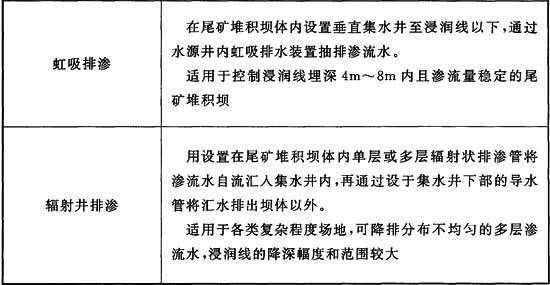 虹吸排渗
在尾矿堆积坝体内设置垂直集水井至浸润线以下，通过
水源井内虹吸排水装置抽排渗流水。
适用于控制浸润线埋深4m～8m内且渗流量稳定的尾
矿堆积坝
辐射井排渗
用设置在尾矿堆积坝体内单层或多层辐射状排渗管将
渗流水自流汇入集水井内，再通过设于集水井下部的导水
管将汇水排出坝体以外。
适用于各类复杂程度场地，可降排分布不均匀的多层渗
流水，浸润线的降深幅度和范围较大